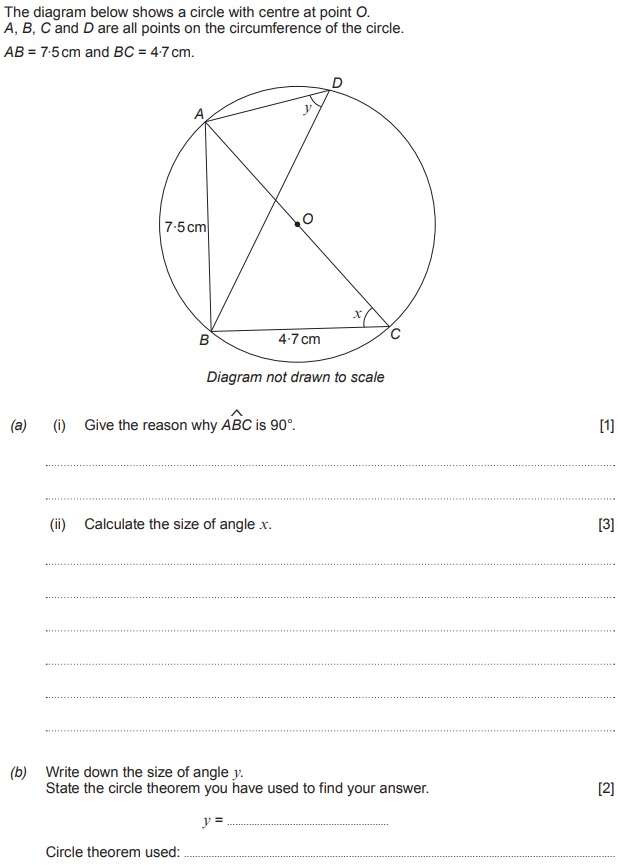 The diagram below shows a circle with centre at point O.
A, B, C and D are all points on the circumference of the circle.
AB = 7·5 cm and BC = 4·7 cm.
D
A
y
O
7·5 cm
x
B
4·7 cm
C
Diagram not drawn to scale
(a) (i) Give the reason why AB̂C is 90°. [1]
(ii) Calculate the size of angle x. [3]
(b) Write down the size of angle y.
State the circle theorem you have used to find your answer. [2]
y =
Circle theorem used: